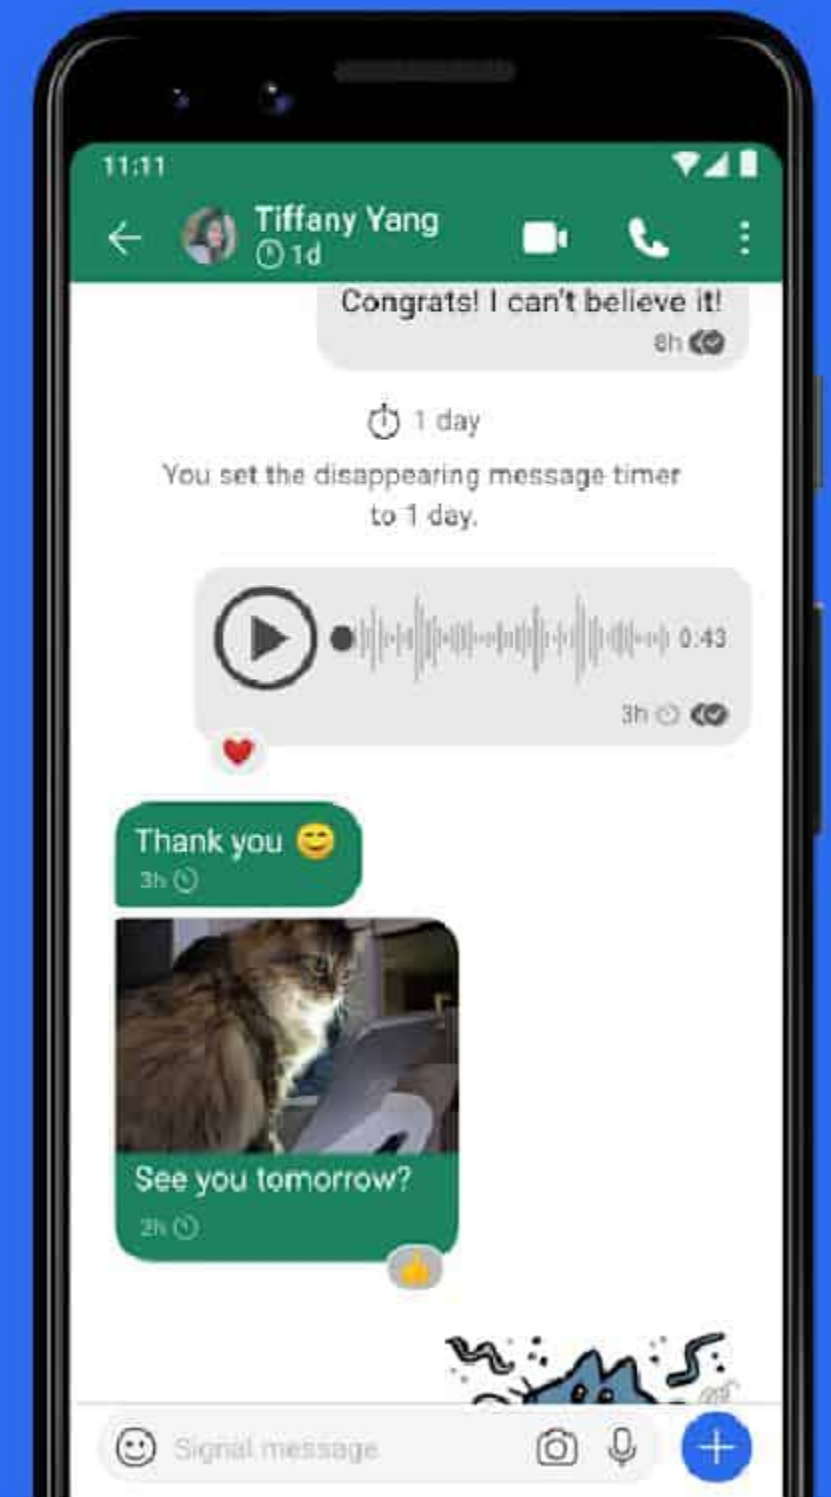 11:11
Tiffany Yang
1d
Congrats! I can't believe it!
8h
1 day
You set the disappearing message timer
to 1 day.
0:43
3h
Thank you 😊
3h
See you tomorrow?
2h
Signal message